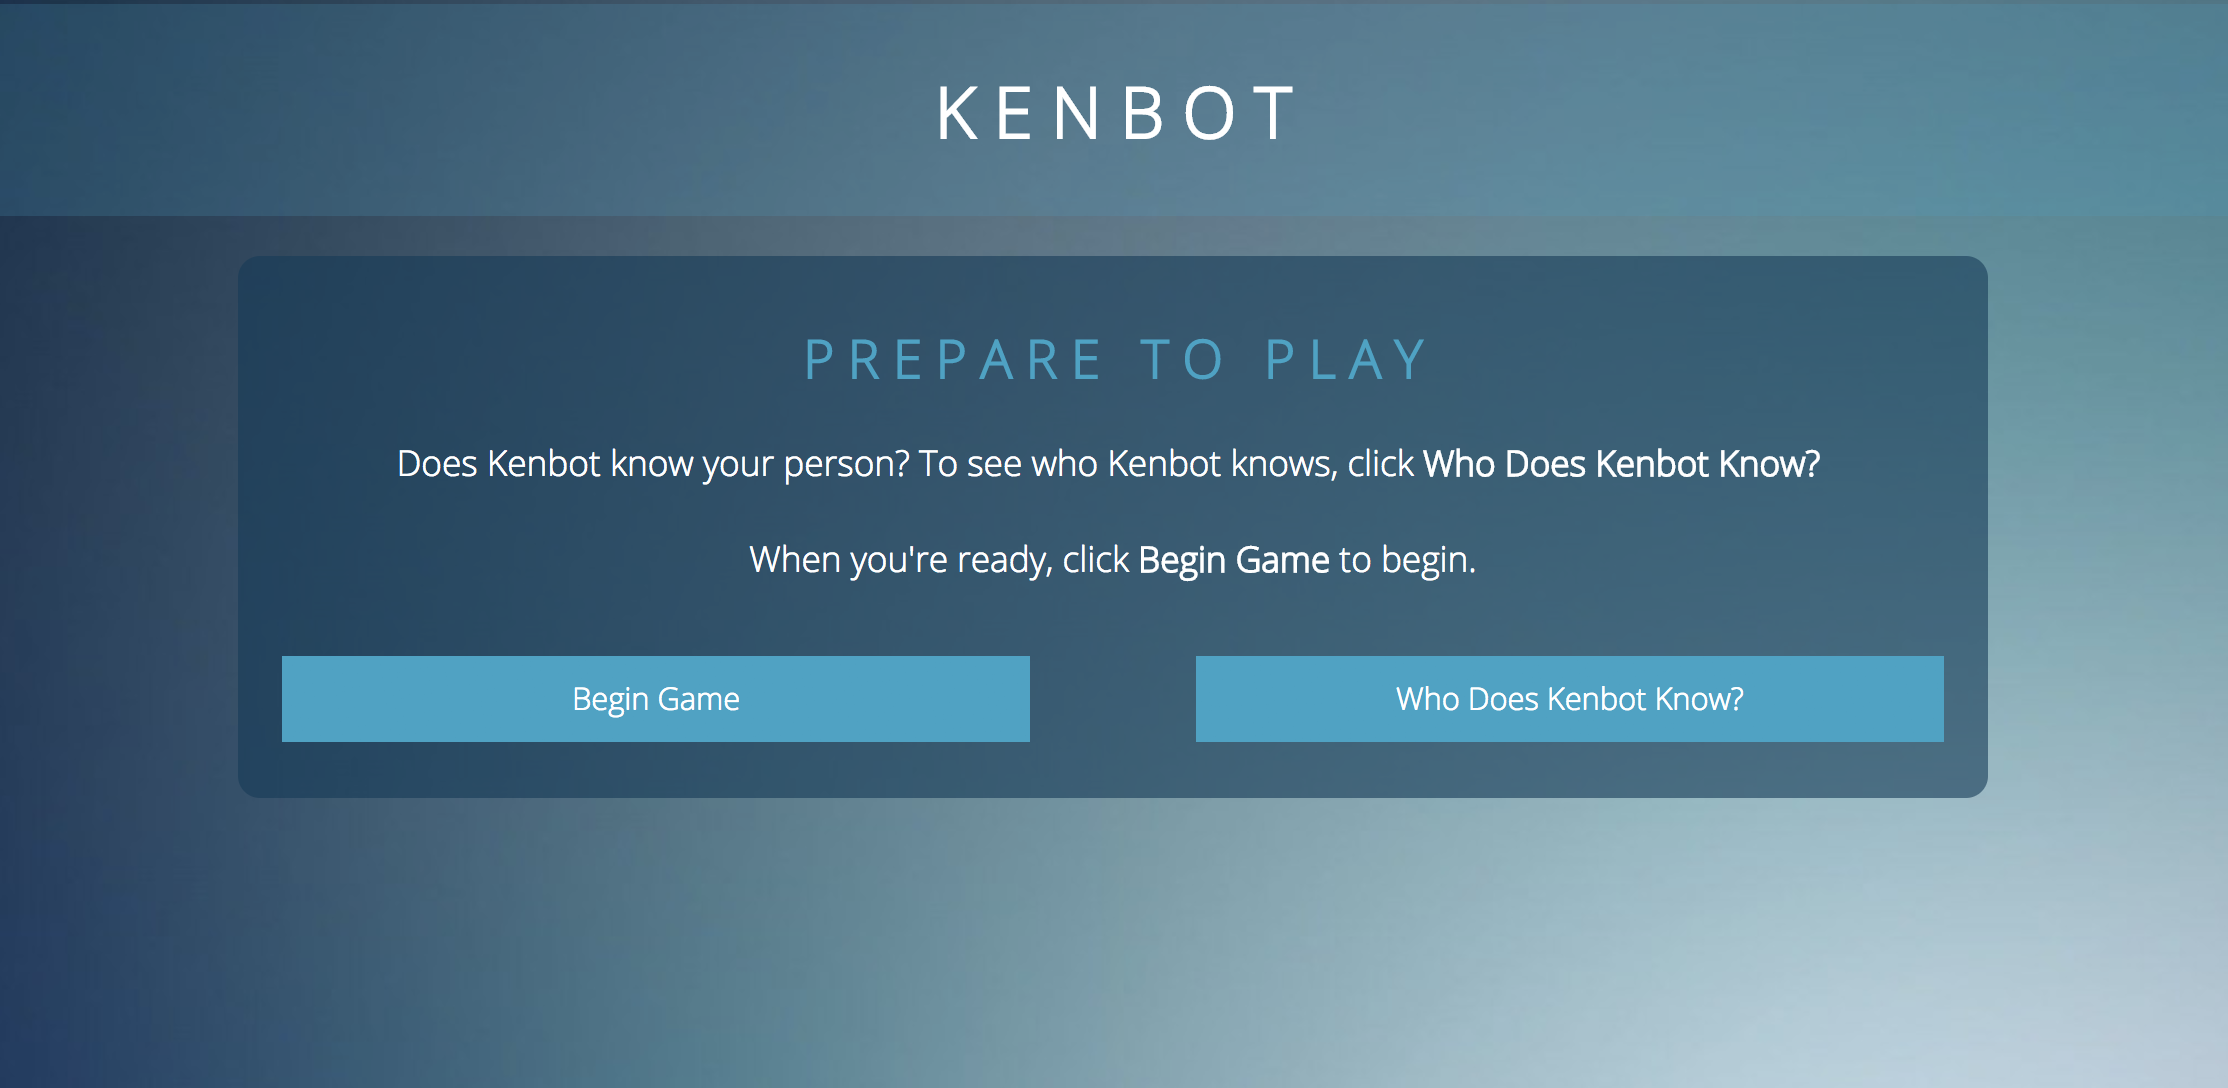 KENBOT
PREPARE TO PLAY
Does Kenbot know your person? To see who Kenbot knows, click Who Does Kenbot Know?
When you're ready, click Begin Game to begin.
Begin Game
Who Does Kenbot Know?